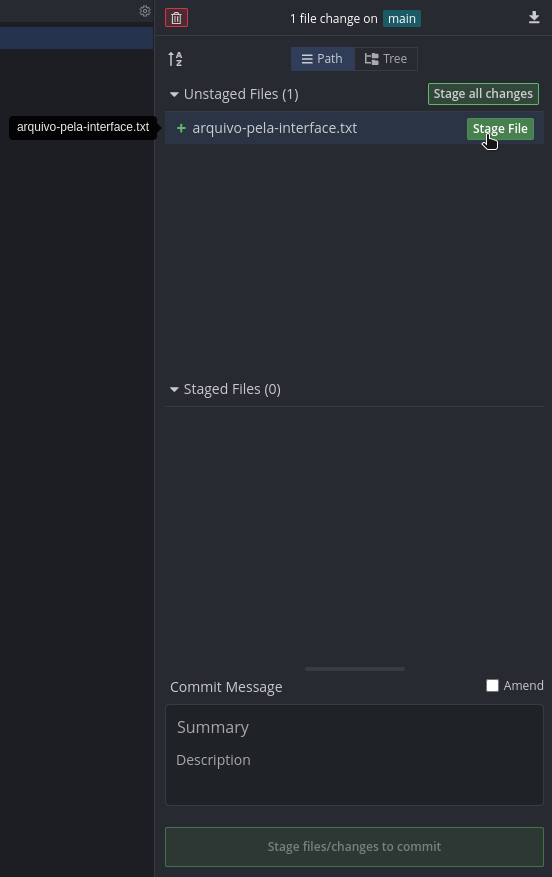 1 file change on main
A Z
Path Tree
Unstaged Files (1) Stage all changes
arquivo-pela-interface.txt
+ arquivo-pela-interface.txt Stage File
Staged Files (0)
Commit Message Amend
Summary
Description
Stage files/changes to commit